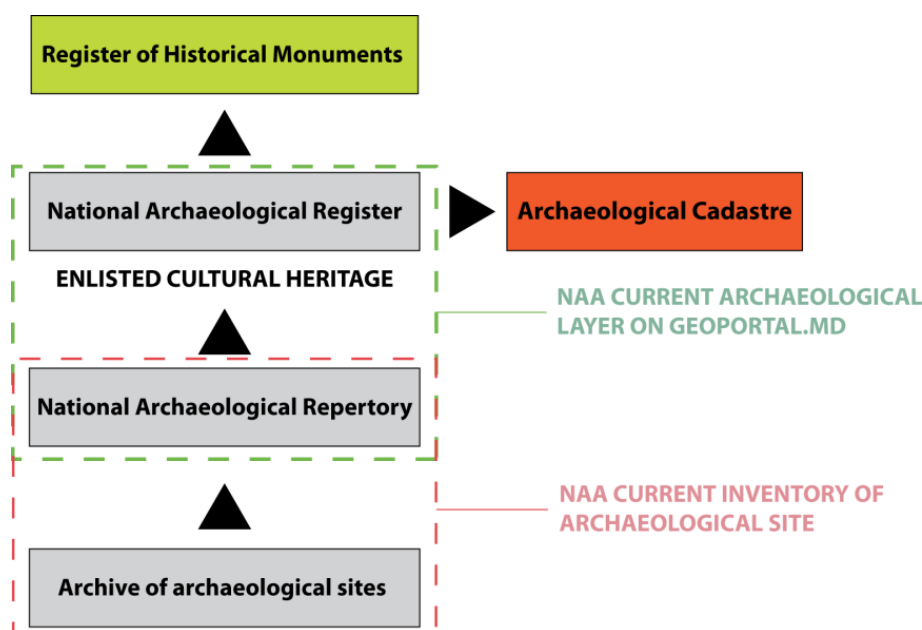 Register of Historical Monuments
National Archaeological Register
Archaeological Cadastre
ENLISTED CULTURAL HERITAGE
NAA CURRENT ARCHAEOLOGICAL
LAYER ON GEOPORTAL.MD
National Archaeological Repertory
NAA CURRENT INVENTORY OF
ARCHAEOLOGICAL SITE
Archive of archaeological sites